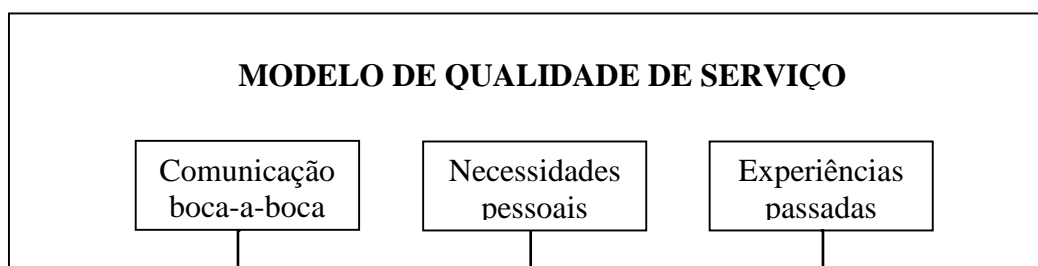 MODELO DE QUALIDADE DE SERVIÇO
Comunicação
boca-a-boca
Necessidades
pessoais
Experiências
passadas